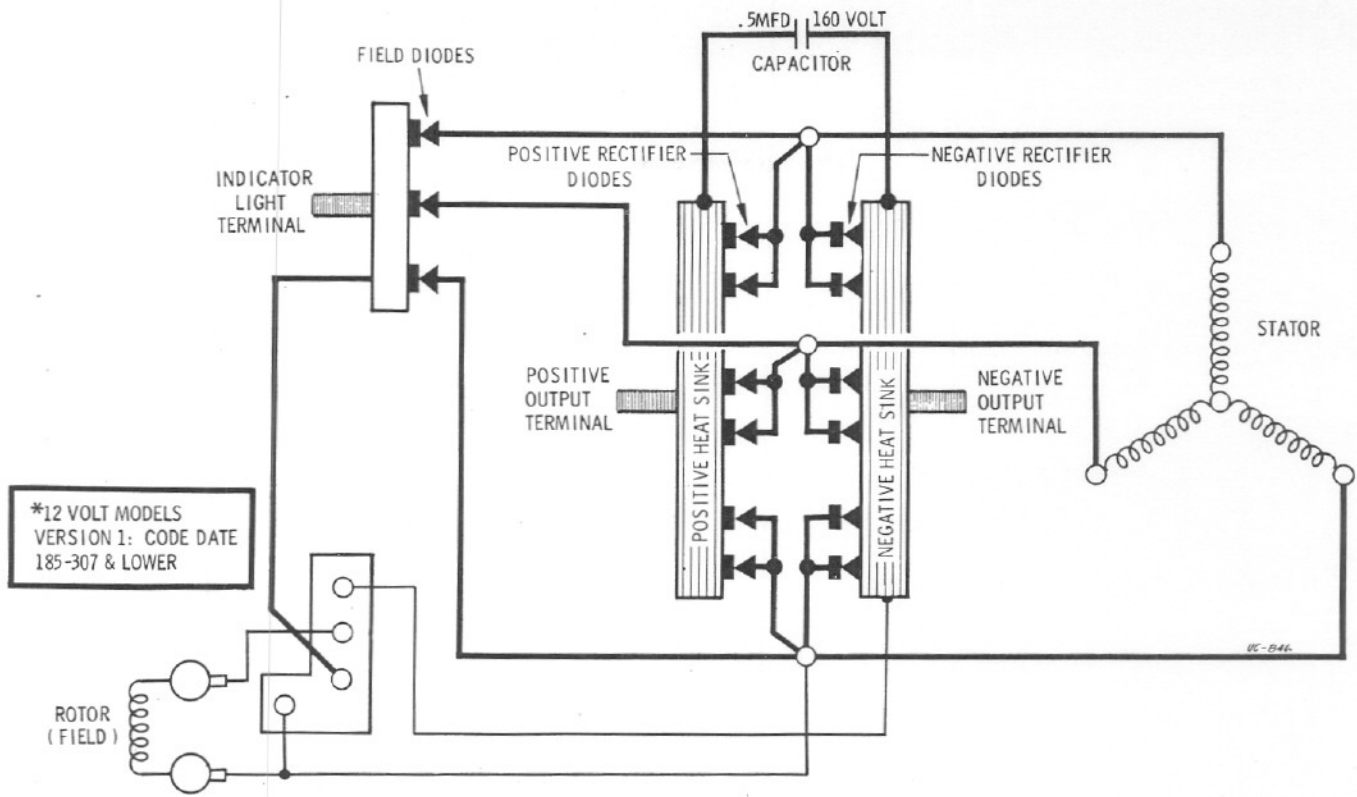 .5MFD 160 VOLT
CAPACITOR
FIELD DIODES
POSITIVE RECTIFIER
DIODES
NEGATIVE RECTIFIER
DIODES
INDICATOR
LIGHT
TERMINAL
STATOR
POSITIVE
OUTPUT
TERMINAL
POSITIVE HEAT SINK
NEGATIVE HEAT SINK
NEGATIVE
OUTPUT
TERMINAL
*12 VOLT MODELS
VERSION 1: CODE DATE
185-307 & LOWER
ROTOR
(FIELD)